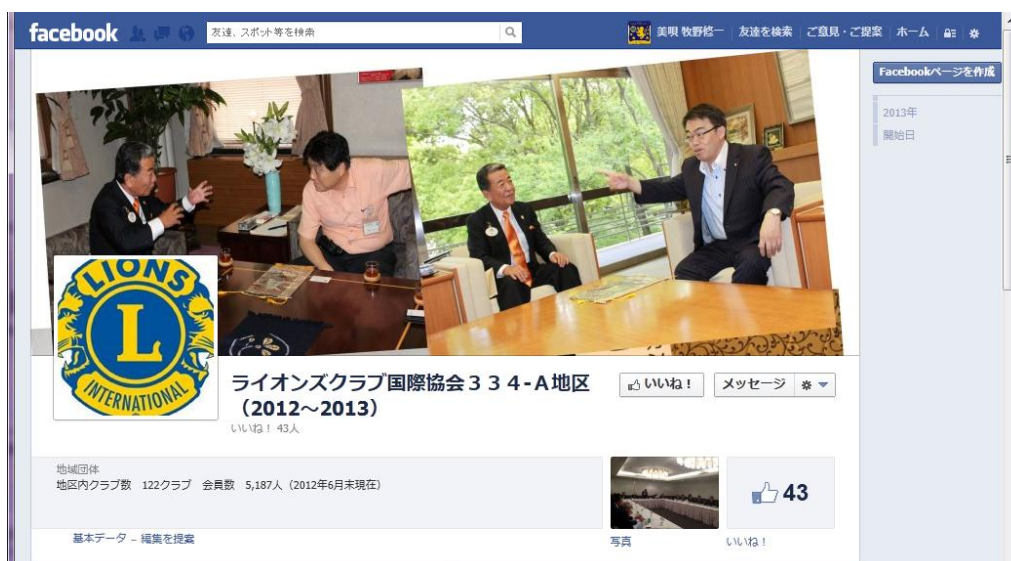 facebook
友達、スポット等を検索
美唄 牧野修一 友達を検索 ご意見・ご提案 ホーム
Facebookページを作成
2013年
開始日
LIONS
L
INTERNATIONAL
ライオンズクラブ国際協会３３４-A地区
（2012～2013）
いいね！ 43人
いいね！
メッセージ
地域団体
地区内クラブ数 122クラブ 会員数 5,187人（2012年6月末現在）
基本データ - 編集を提案
43
写真
いいね！